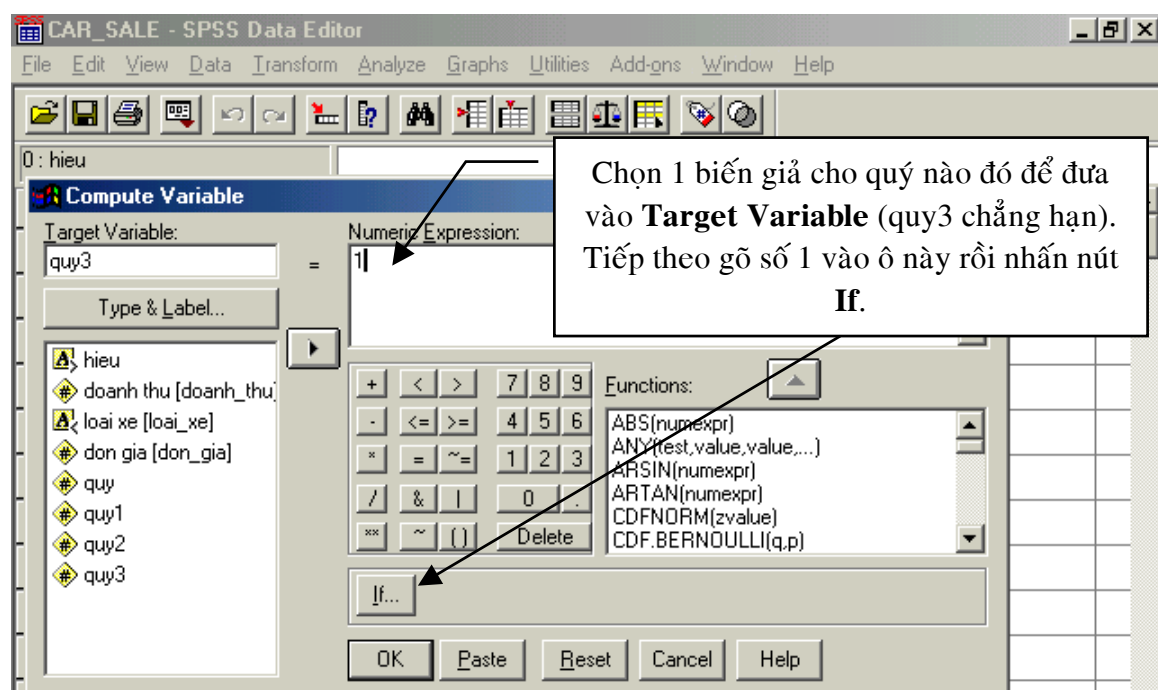 SPSS
CAR_SALE - SPSS Data Editor
File Edit View Data Transform Analyze Graphs Utilities Add-ons Window Help
0 : hieu
Chọn 1 biến giả cho quý nào đó để đưa
vào Target Variable (quy3 chẳng hạn).
Tiếp theo gõ số 1 vào ô này rồi nhấn nút
If.
Compute Variable
Target Variable:
quy3
=
Numeric Expression:
1
Type & Label...
hieu
doanh thu [doanh_thu]
loai xe [loai_xe]
don gia [don_gia]
quy
quy1
quy2
quy3
+ < > 7 8 9
- <= >= 4 5 6
* = ~= 1 2 3
/ & | 0 .
** ~ ( ) Delete
Functions:
ABS(numexpr)
ANY(test,value,value,...)
ARSIN(numexpr)
ARTAN(numexpr)
CDFNORM(zvalue)
CDF.BERNOULLI(q,p)
If...
OK Paste Reset Cancel Help